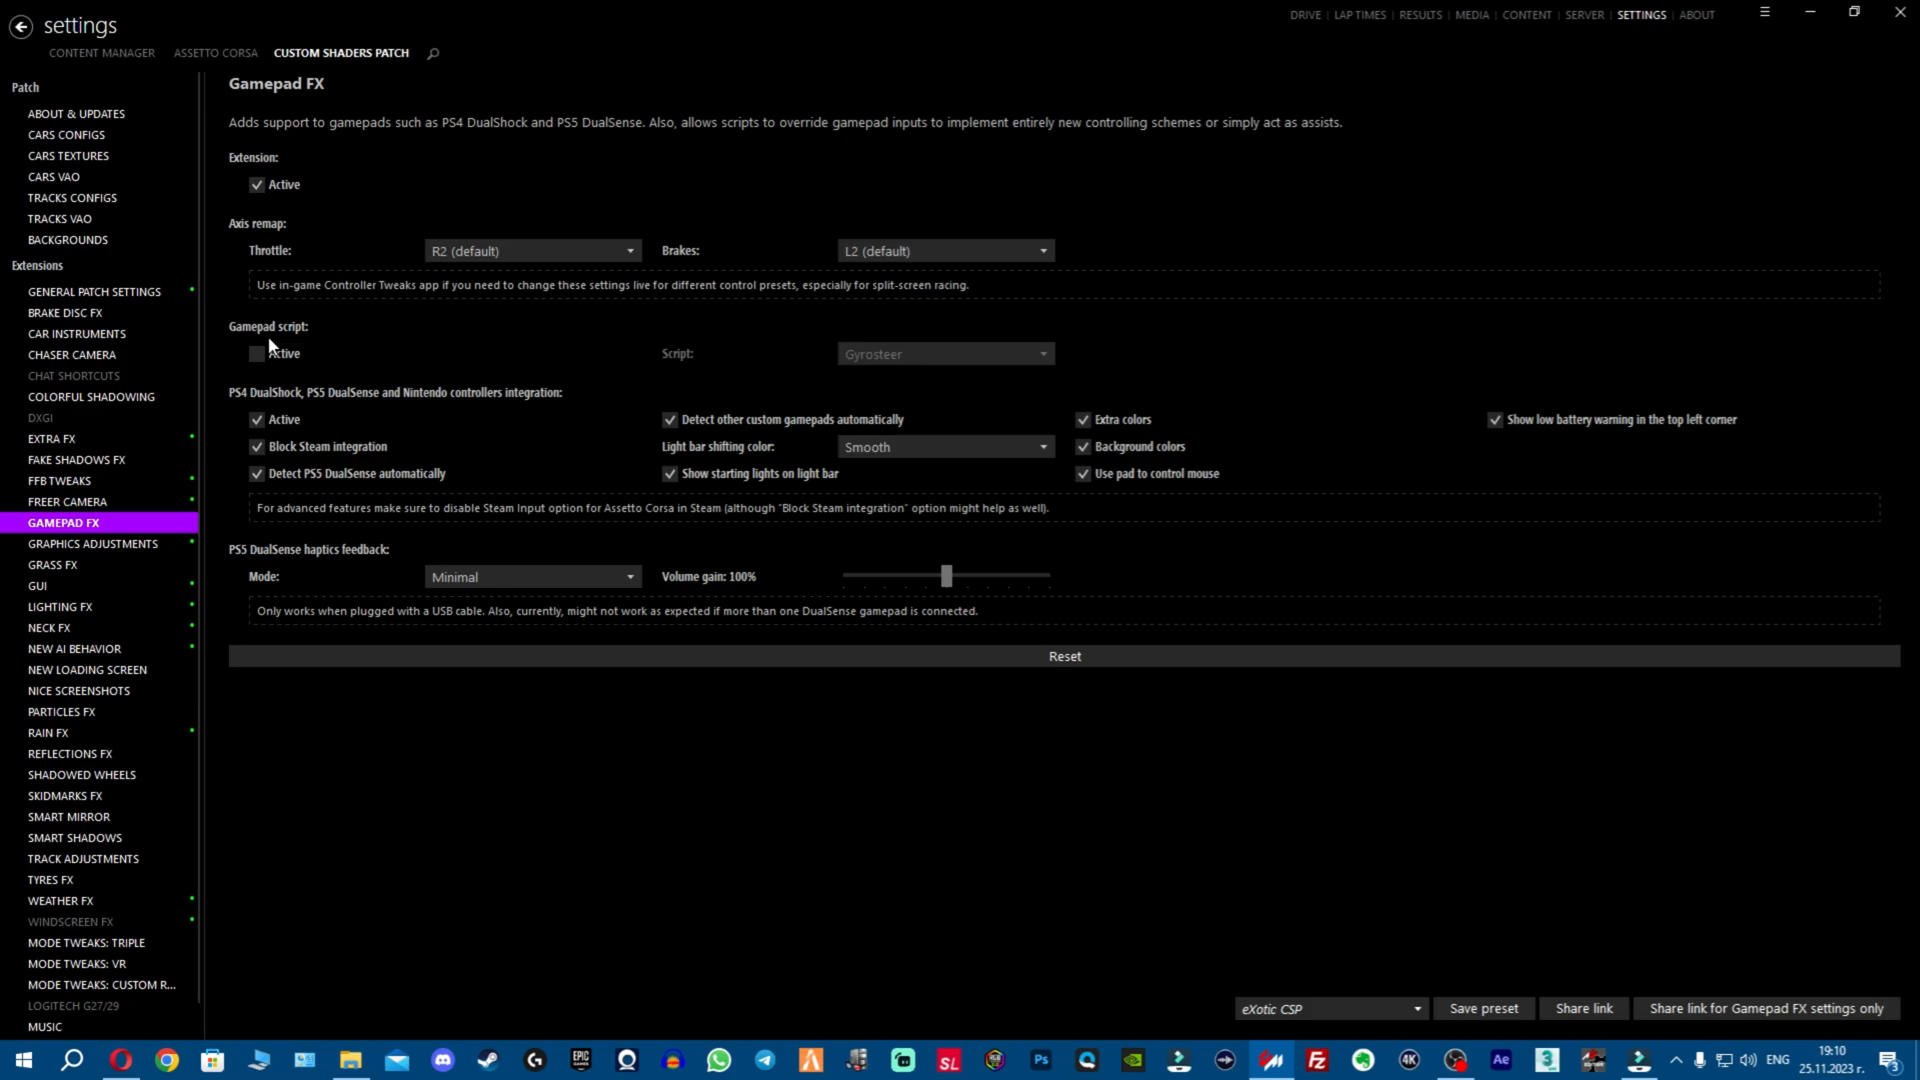 settings
DRIVE | LAP TIMES | RESULTS | MEDIA | CONTENT | SERVER | SETTINGS | ABOUT
CONTENT MANAGER ASSETTO CORSA CUSTOM SHADERS PATCH
Patch
ABOUT & UPDATES
CARS CONFIGS
CARS TEXTURES
CARS VAO
TRACKS CONFIGS
TRACKS VAO
BACKGROUNDS
Extensions
GENERAL PATCH SETTINGS
BRAKE DISC FX
CAR INSTRUMENTS
CHASER CAMERA
CHAT SHORTCUTS
COLORFUL SHADOWING
DXGI
EXTRA FX
FAKE SHADOWS FX
FFB TWEAKS
FREER CAMERA
GAMEPAD FX
GRAPHICS ADJUSTMENTS
GRASS FX
GUI
LIGHTING FX
NECK FX
NEW AI BEHAVIOR
NEW LOADING SCREEN
NICE SCREENSHOTS
PARTICLES FX
RAIN FX
REFLECTIONS FX
SHADOWED WHEELS
SKIDMARKS FX
SMART MIRROR
SMART SHADOWS
TRACK ADJUSTMENTS
TYRES FX
WEATHER FX
WINDSCREEN FX
MODE TWEAKS: TRIPLE
MODE TWEAKS: VR
MODE TWEAKS: CUSTOM R...
LOGITECH G27/29
MUSIC
Gamepad FX
Adds support to gamepads such as PS4 DualShock and PS5 DualSense. Also, allows scripts to override gamepad inputs to implement entirely new controlling schemes or simply act as assists.
Extension:
Active
Axis remap:
Throttle: R2 (default) Brakes: L2 (default)
Use in-game Controller Tweaks app if you need to change these settings live for different control presets, especially for split-screen racing.
Gamepad script:
Active Script: Gyrosteer
PS4 DualShock, PS5 DualSense and Nintendo controllers integration:
Active Detect other custom gamepads automatically Extra colors Show low battery warning in the top left corner
Block Steam integration Light bar shifting color: Smooth Background colors
Detect PS5 DualSense automatically Show starting lights on light bar Use pad to control mouse
For advanced features make sure to disable Steam Input option for Assetto Corsa in Steam (although "Block Steam integration" option might help as well).
PS5 DualSense haptics feedback:
Mode: Minimal Volume gain: 100%
Only works when plugged with a USB cable. Also, currently, might not work as expected if more than one DualSense gamepad is connected.
Reset
eXotic CSP Save preset Share link Share link for Gamepad FX settings only
EPIC GAMES SL Ps Fz 4K Ae 3 ENG 19:10
25.11.2023 г. 3